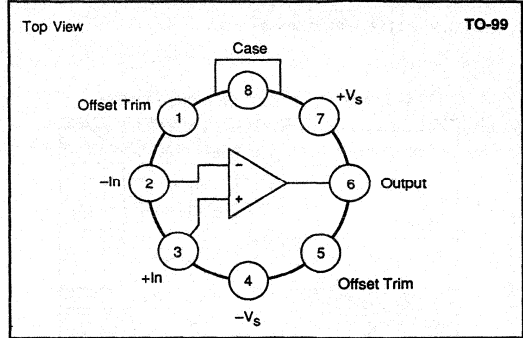 Top View TO-99
Case
8
Offset Trim 1 7 +VS
–In 2 – 6 Output
+
3 5
+In 4 Offset Trim
–VS